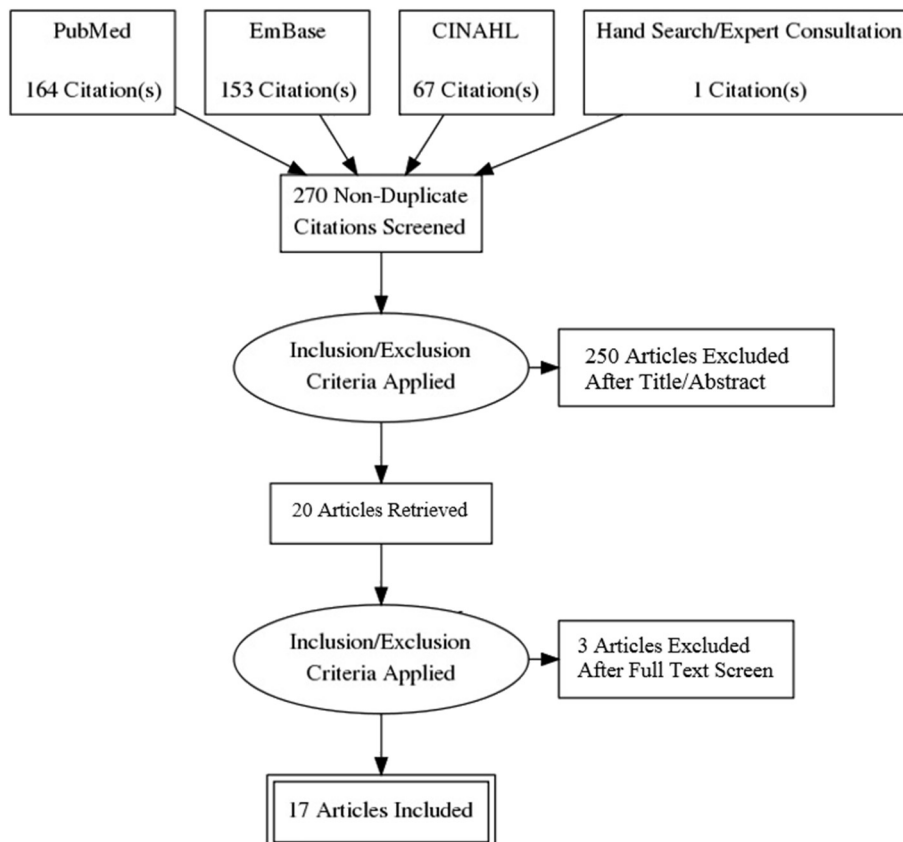 PubMed
164 Citation(s)
EmBase
153 Citation(s)
CINAHL
67 Citation(s)
Hand Search/Expert Consultation
1 Citation(s)
270 Non-Duplicate
Citations Screened
Inclusion/Exclusion
Criteria Applied
250 Articles Excluded
After Title/Abstract
20 Articles Retrieved
Inclusion/Exclusion
Criteria Applied
3 Articles Excluded
After Full Text Screen
17 Articles Included